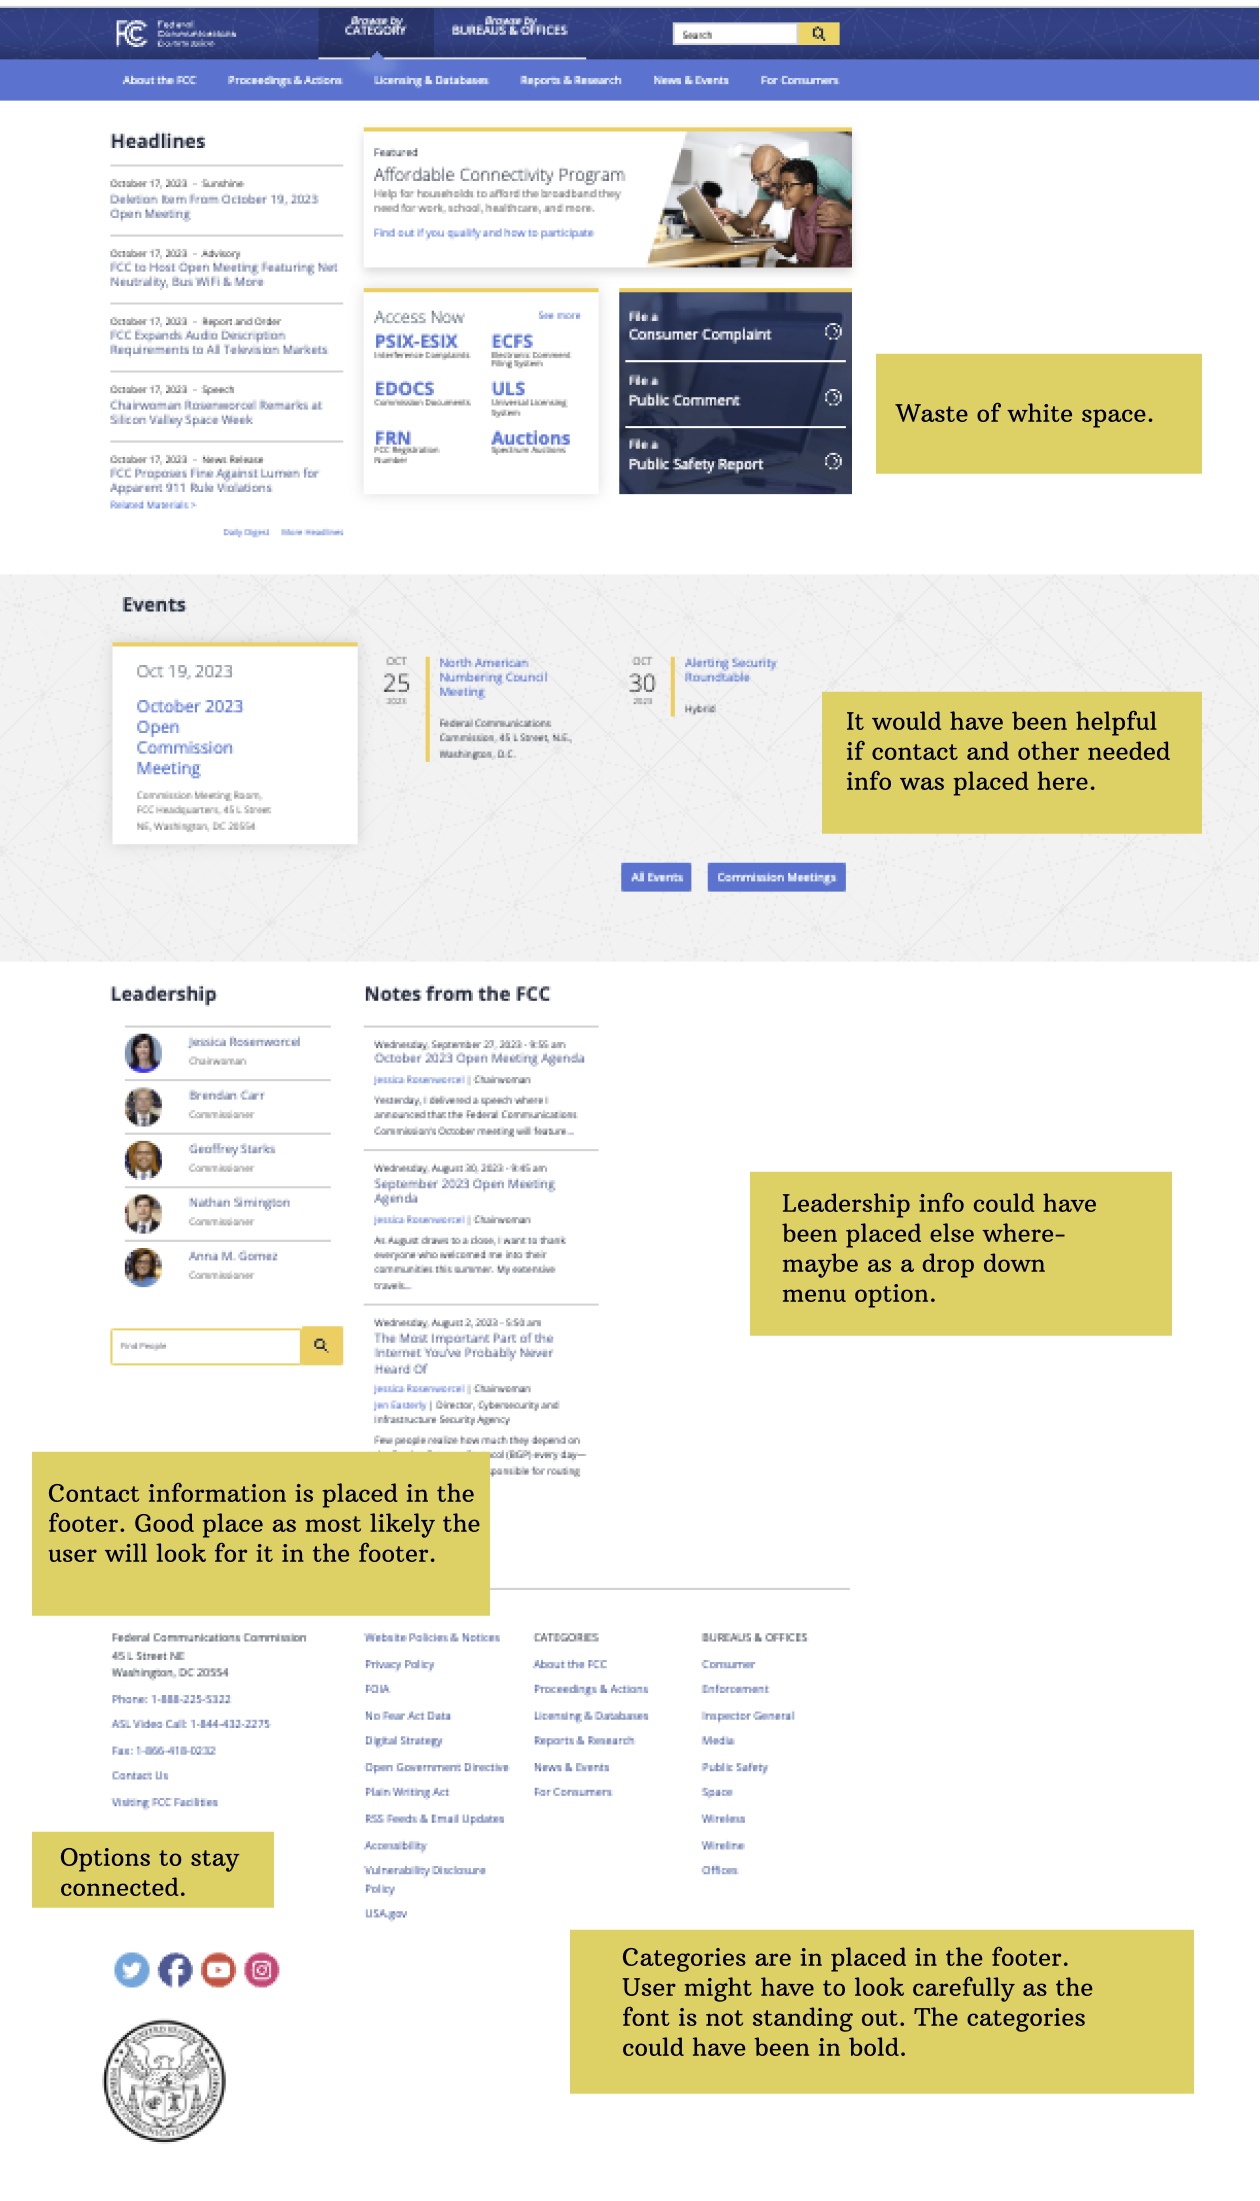 FCC
Federal
Communications
Commission
Browse by
CATEGORY
Browse by
BUREAUS & OFFICES
Search
About the FCC
Proceedings & Actions
Licensing & Databases
Reports & Research
News & Events
For Consumers
Headlines
October 17, 2023 - Sunshine
Deletion Item From October 19, 2023
Open Meeting
October 17, 2023 - Advisory
FCC to Host Open Meeting Featuring Net
Neutrality, Bus WiFi & More
October 17, 2023 - Report and Order
FCC Expands Audio Description
Requirements to All Television Markets
October 17, 2023 - Speech
Chairwoman Rosenworcel Remarks at
Silicon Valley Space Week
October 17, 2023 - News Release
FCC Proposes Fine Against Lumen for
Apparent 911 Rule Violations
Related Materials >
Daily Digest More Headlines
Featured
Affordable Connectivity Program
Help for households to afford the broadband they
need for work, school, healthcare, and more.
Find out if you qualify and how to participate
Access Now
See more
PSIX-ESIX
Interference Complaints
ECFS
Electronic Comment
Filing System
EDOCS
Commission Documents
ULS
Universal Licensing
System
FRN
FCC Registration
Number
Auctions
Spectrum Auctions
File a
Consumer Complaint
File a
Public Comment
File a
Public Safety Report
Waste of white space.
Events
Oct 19, 2023
October 2023
Open
Commission
Meeting
Commission Meeting Room,
FCC Headquarters, 45 L Street
NE, Washington, DC 20554
OCT
25
2023
North American
Numbering Council
Meeting
Federal Communications
Commission, 45 L Street, N.E.,
Washington, D.C.
OCT
30
2023
Alerting Security
Roundtable
Hybrid
It would have been helpful
if contact and other needed
info was placed here.
All Events
Commission Meetings
Leadership
Jessica Rosenworcel
Chairwoman
Brendan Carr
Commissioner
Geoffrey Starks
Commissioner
Nathan Simington
Commissioner
Anna M. Gomez
Commissioner
Find People
Notes from the FCC
Wednesday, September 27, 2023 - 9:55 am
October 2023 Open Meeting Agenda
Jessica Rosenworcel | Chairwoman
Yesterday, I delivered a speech where I
announced that the Federal Communications
Commission's October meeting will feature...
Wednesday, August 30, 2023 - 9:45 am
September 2023 Open Meeting
Agenda
Jessica Rosenworcel | Chairwoman
As August draws to a close, I want to thank
everyone who welcomed me into their
communities this summer. My extensive
travels...
Wednesday, August 2, 2023 - 5:50 am
The Most Important Part of the
Internet You've Probably Never
Heard Of
Jessica Rosenworcel | Chairwoman
Jen Easterly | Director, Cybersecurity and
Infrastructure Security Agency
Few people realize how much they depend on
(BGP) every day—
for routing
Leadership info could have
been placed else where-
maybe as a drop down
menu option.
Contact information is placed in the
footer. Good place as most likely the
user will look for it in the footer.
Federal Communications Commission
45 L Street NE
Washington, DC 20554
Phone: 1-888-225-5322
ASL Video Call: 1-844-432-2275
Fax: 1-866-418-0232
Contact Us
Visiting FCC Facilities
Website Policies & Notices
Privacy Policy
FOIA
No Fear Act Data
Digital Strategy
Open Government Directive
Plain Writing Act
RSS Feeds & Email Updates
Accessibility
Vulnerability Disclosure
Policy
USA.gov
CATEGORIES
About the FCC
Proceedings & Actions
Licensing & Databases
Reports & Research
News & Events
For Consumers
BUREAUS & OFFICES
Consumer
Enforcement
Inspector General
Media
Public Safety
Space
Wireless
Wireline
Offices
Options to stay
connected.
Categories are in placed in the footer.
User might have to look carefully as the
font is not standing out. The categories
could have been in bold.